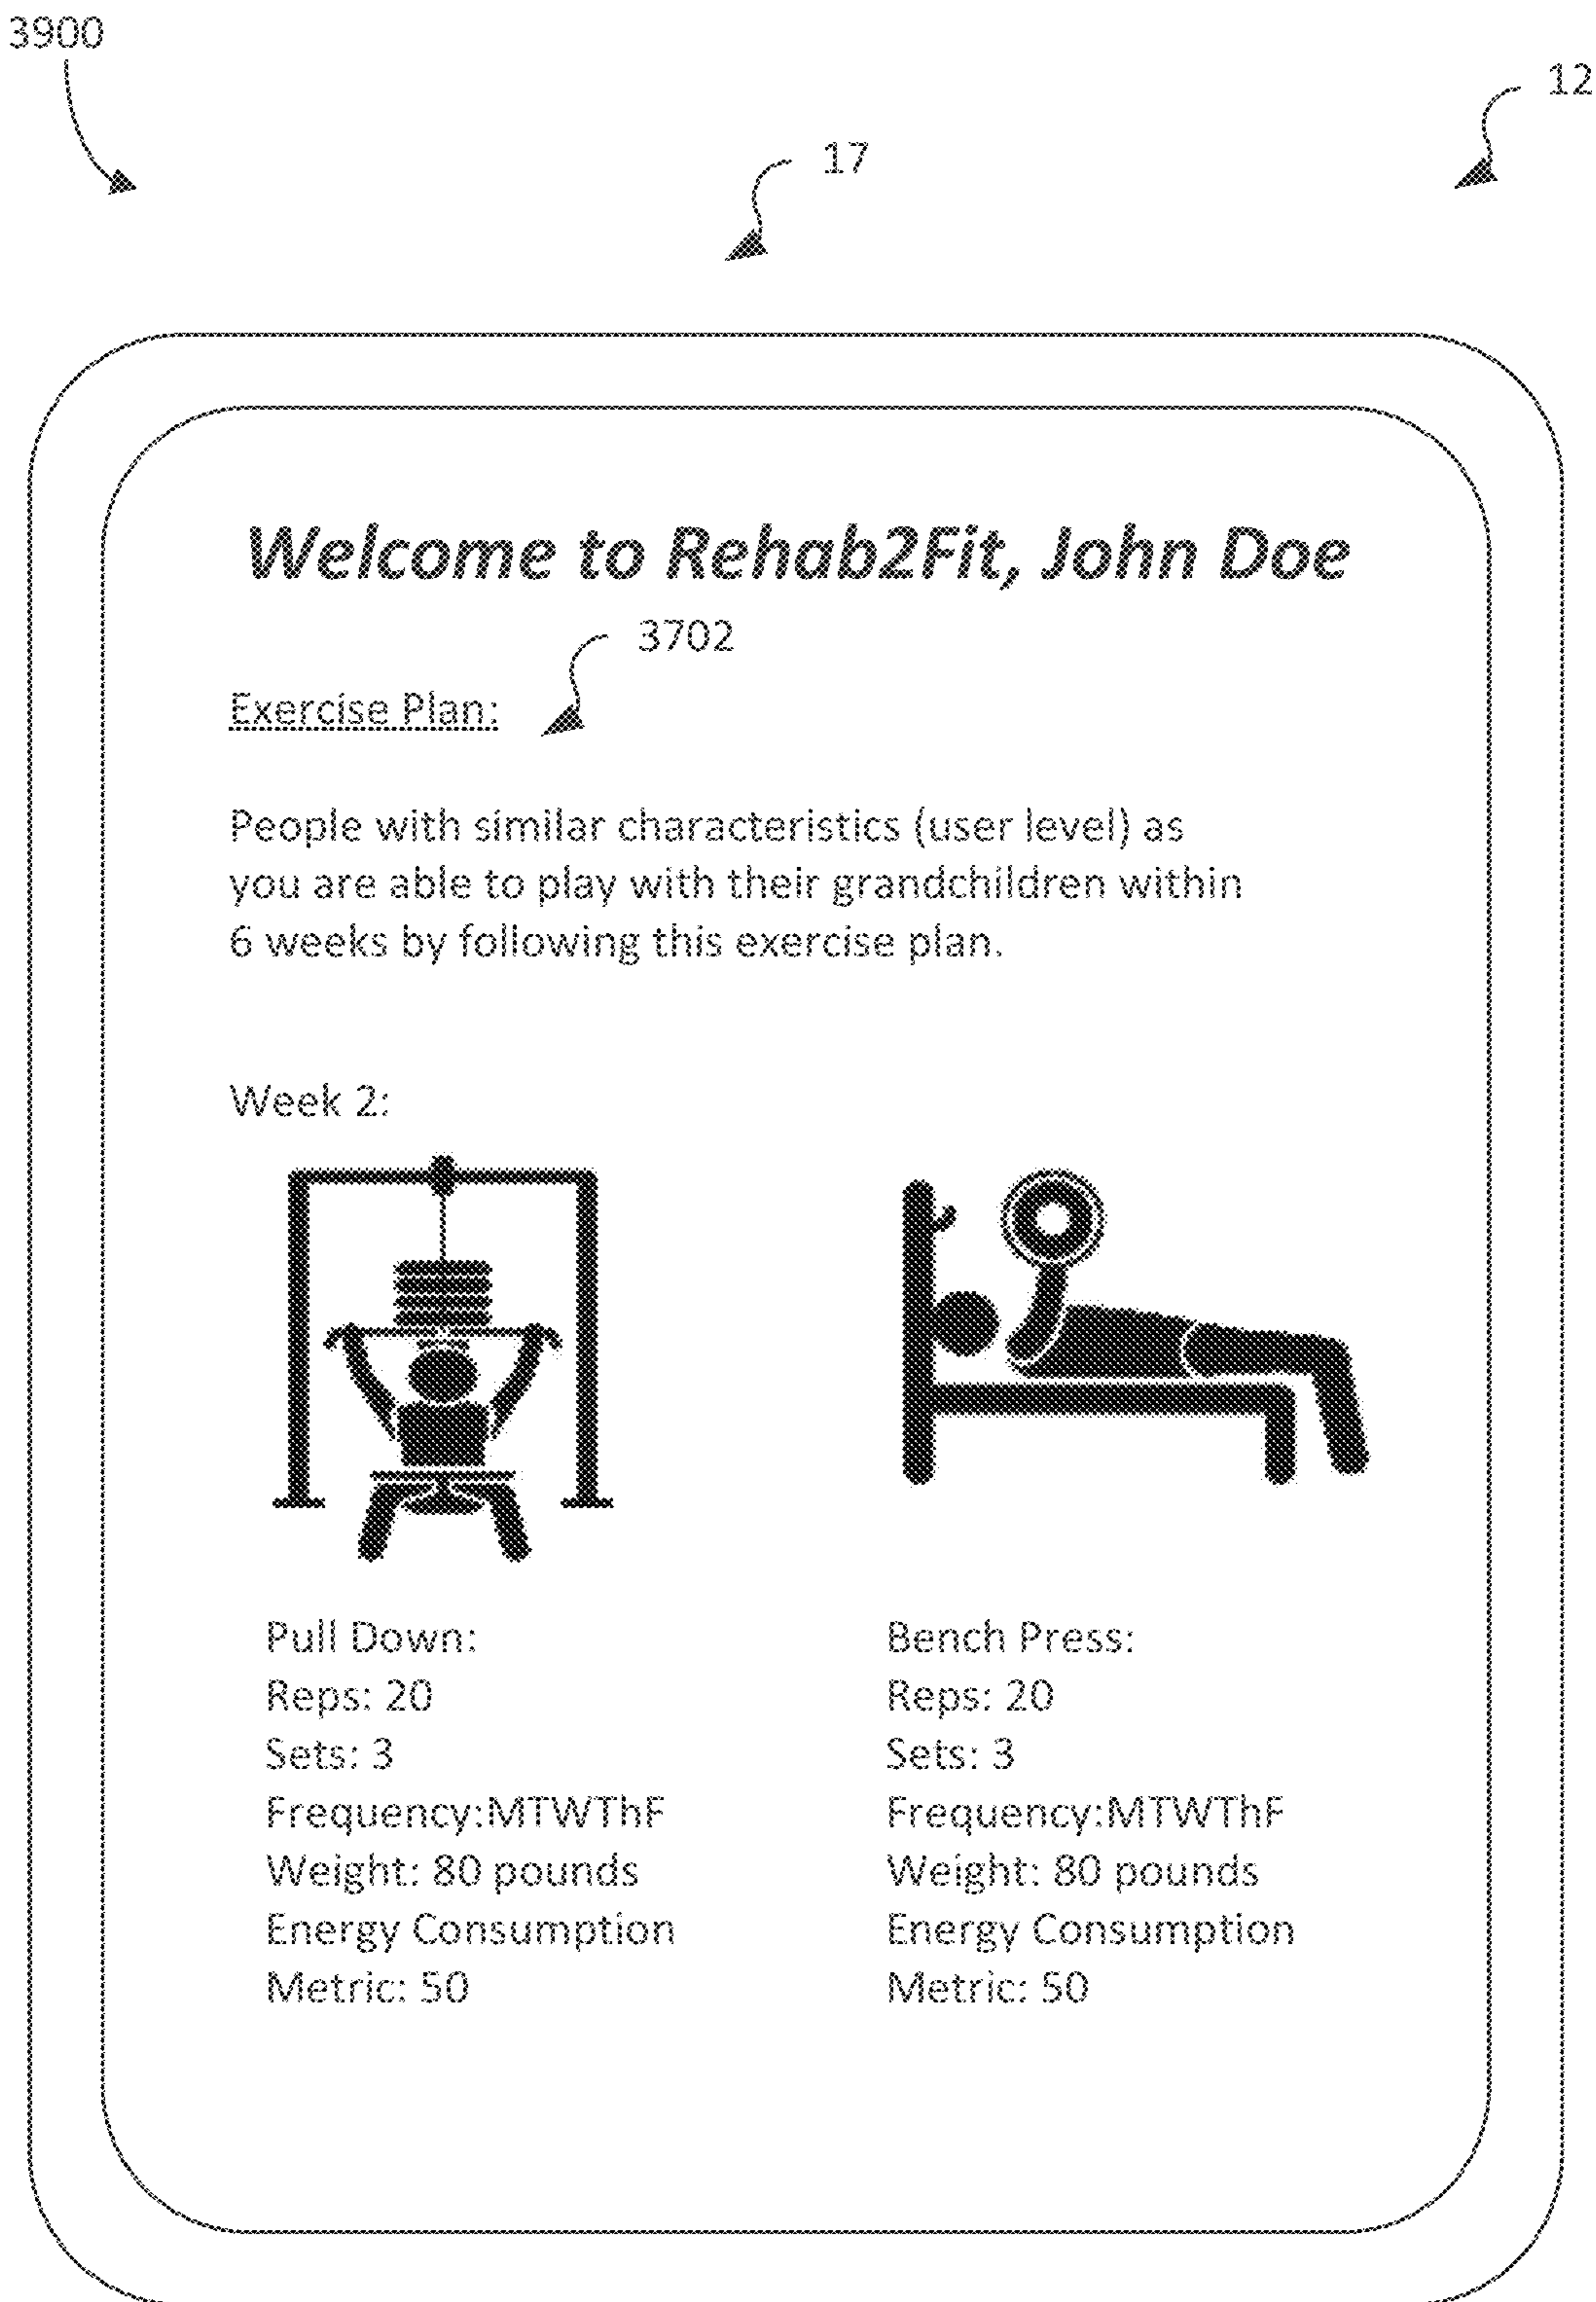 3900
12
17
Welcome to Rehab2Fit, John Doe
3702
Exercise Plan:
People with similar characteristics (user level) as
you are able to play with their grandchildren within
6 weeks by following this exercise plan.
Week 2:
Pull Down:
Reps: 20
Sets: 3
Frequency:MTWThF
Weight: 80 pounds
Energy Consumption
Metric: 50
Bench Press:
Reps: 20
Sets: 3
Frequency:MTWThF
Weight: 80 pounds
Energy Consumption
Metric: 50